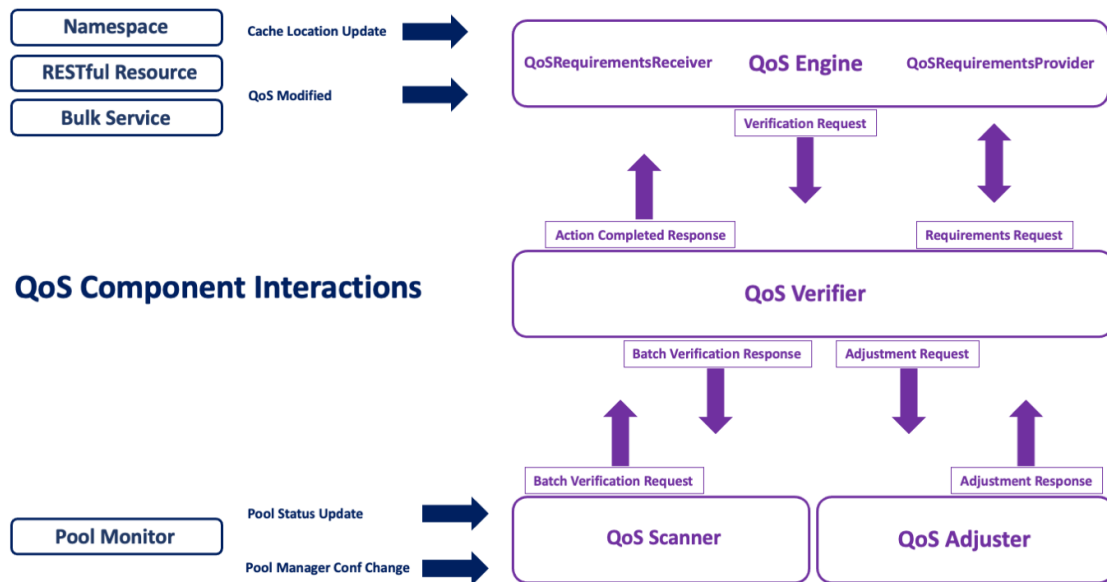 Namespace
Cache Location Update
RESTful Resource
QoS Modified
Bulk Service
QoSRequirementsReceiver
QoS Engine
QoSRequirementsProvider
Verification Request
Action Completed Response
Requirements Request
QoS Component Interactions
QoS Verifier
Batch Verification Response
Adjustment Request
Batch Verification Request
Adjustment Response
Pool Status Update
Pool Monitor
Pool Manager Conf Change
QoS Scanner
QoS Adjuster